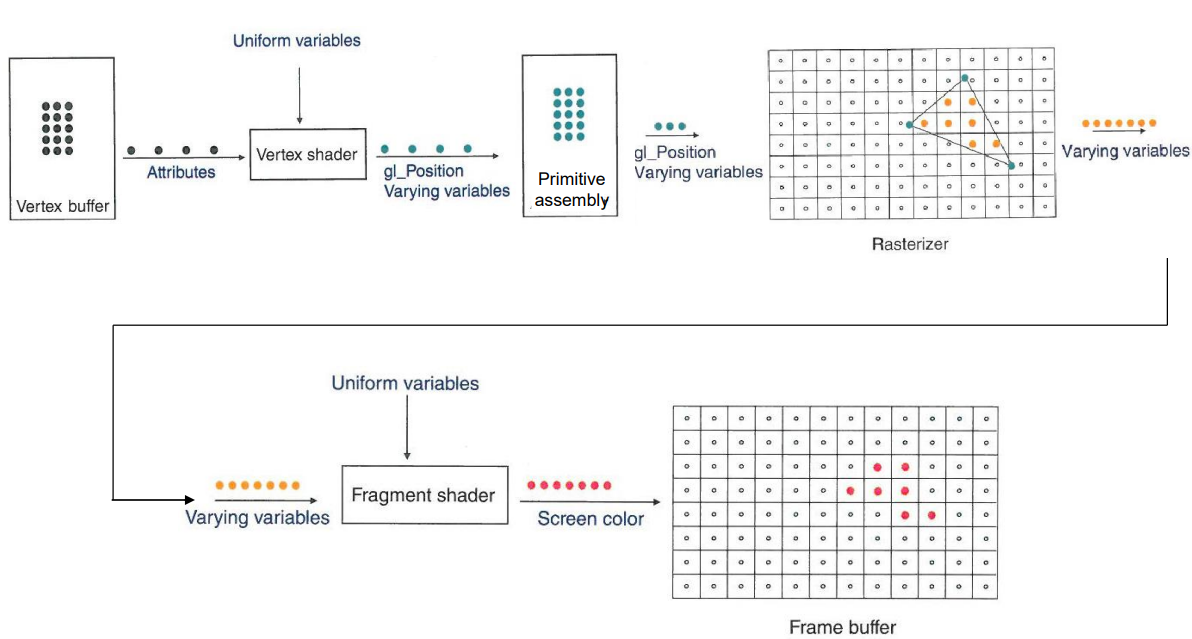 Uniform variables
Vertex buffer
Attributes
Vertex shader
gl_Position
Varying variables
Primitive
assembly
gl_Position
Varying variables
Rasterizer
Varying variables
Uniform variables
Varying variables
Fragment shader
Screen color
Frame buffer